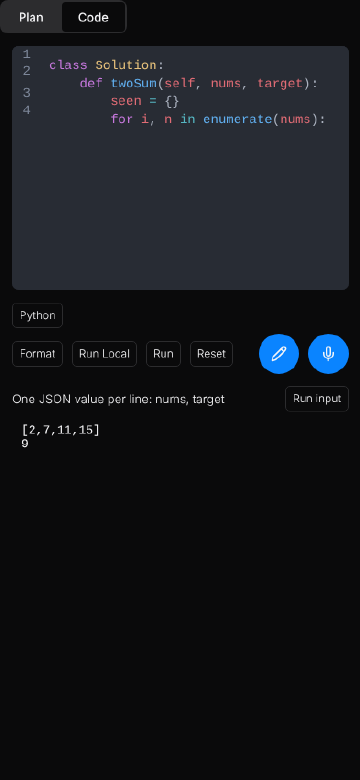 Plan Code
1 class Solution:
2     def twoSum(self, nums, target):
3         seen = {}
4         for i, n in enumerate(nums):
Python
Format Run Local Run Reset
One JSON value per line: nums, target Run input
[2,7,11,15]
9